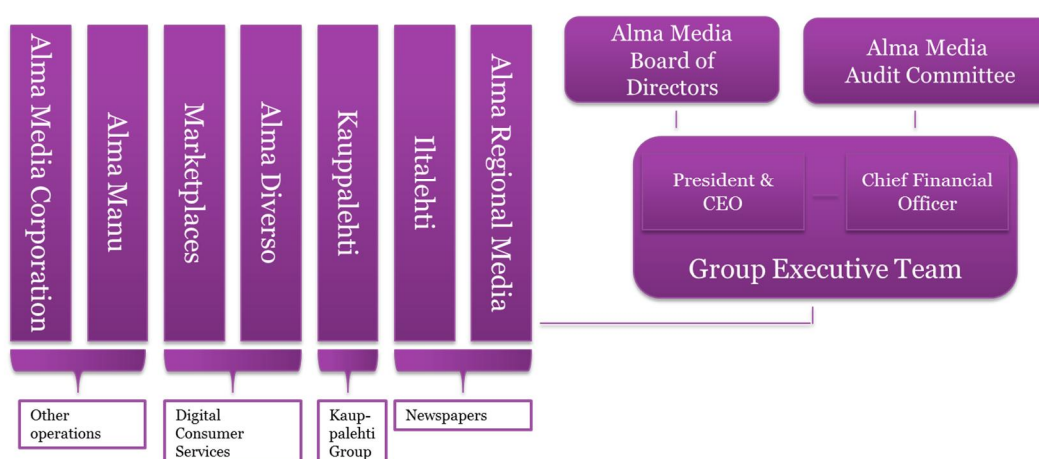 Alma Media Corporation
Alma Manu
Marketplaces
Alma Diverso
Kauppalehti
Iltalehti
Alma Regional Media
Other
operations
Digital
Consumer
Services
Kaup-
palehti
Group
Newspapers
Alma Media
Board of
Directors
Alma Media
Audit Committee
President &
CEO
Chief Financial
Officer
Group Executive Team